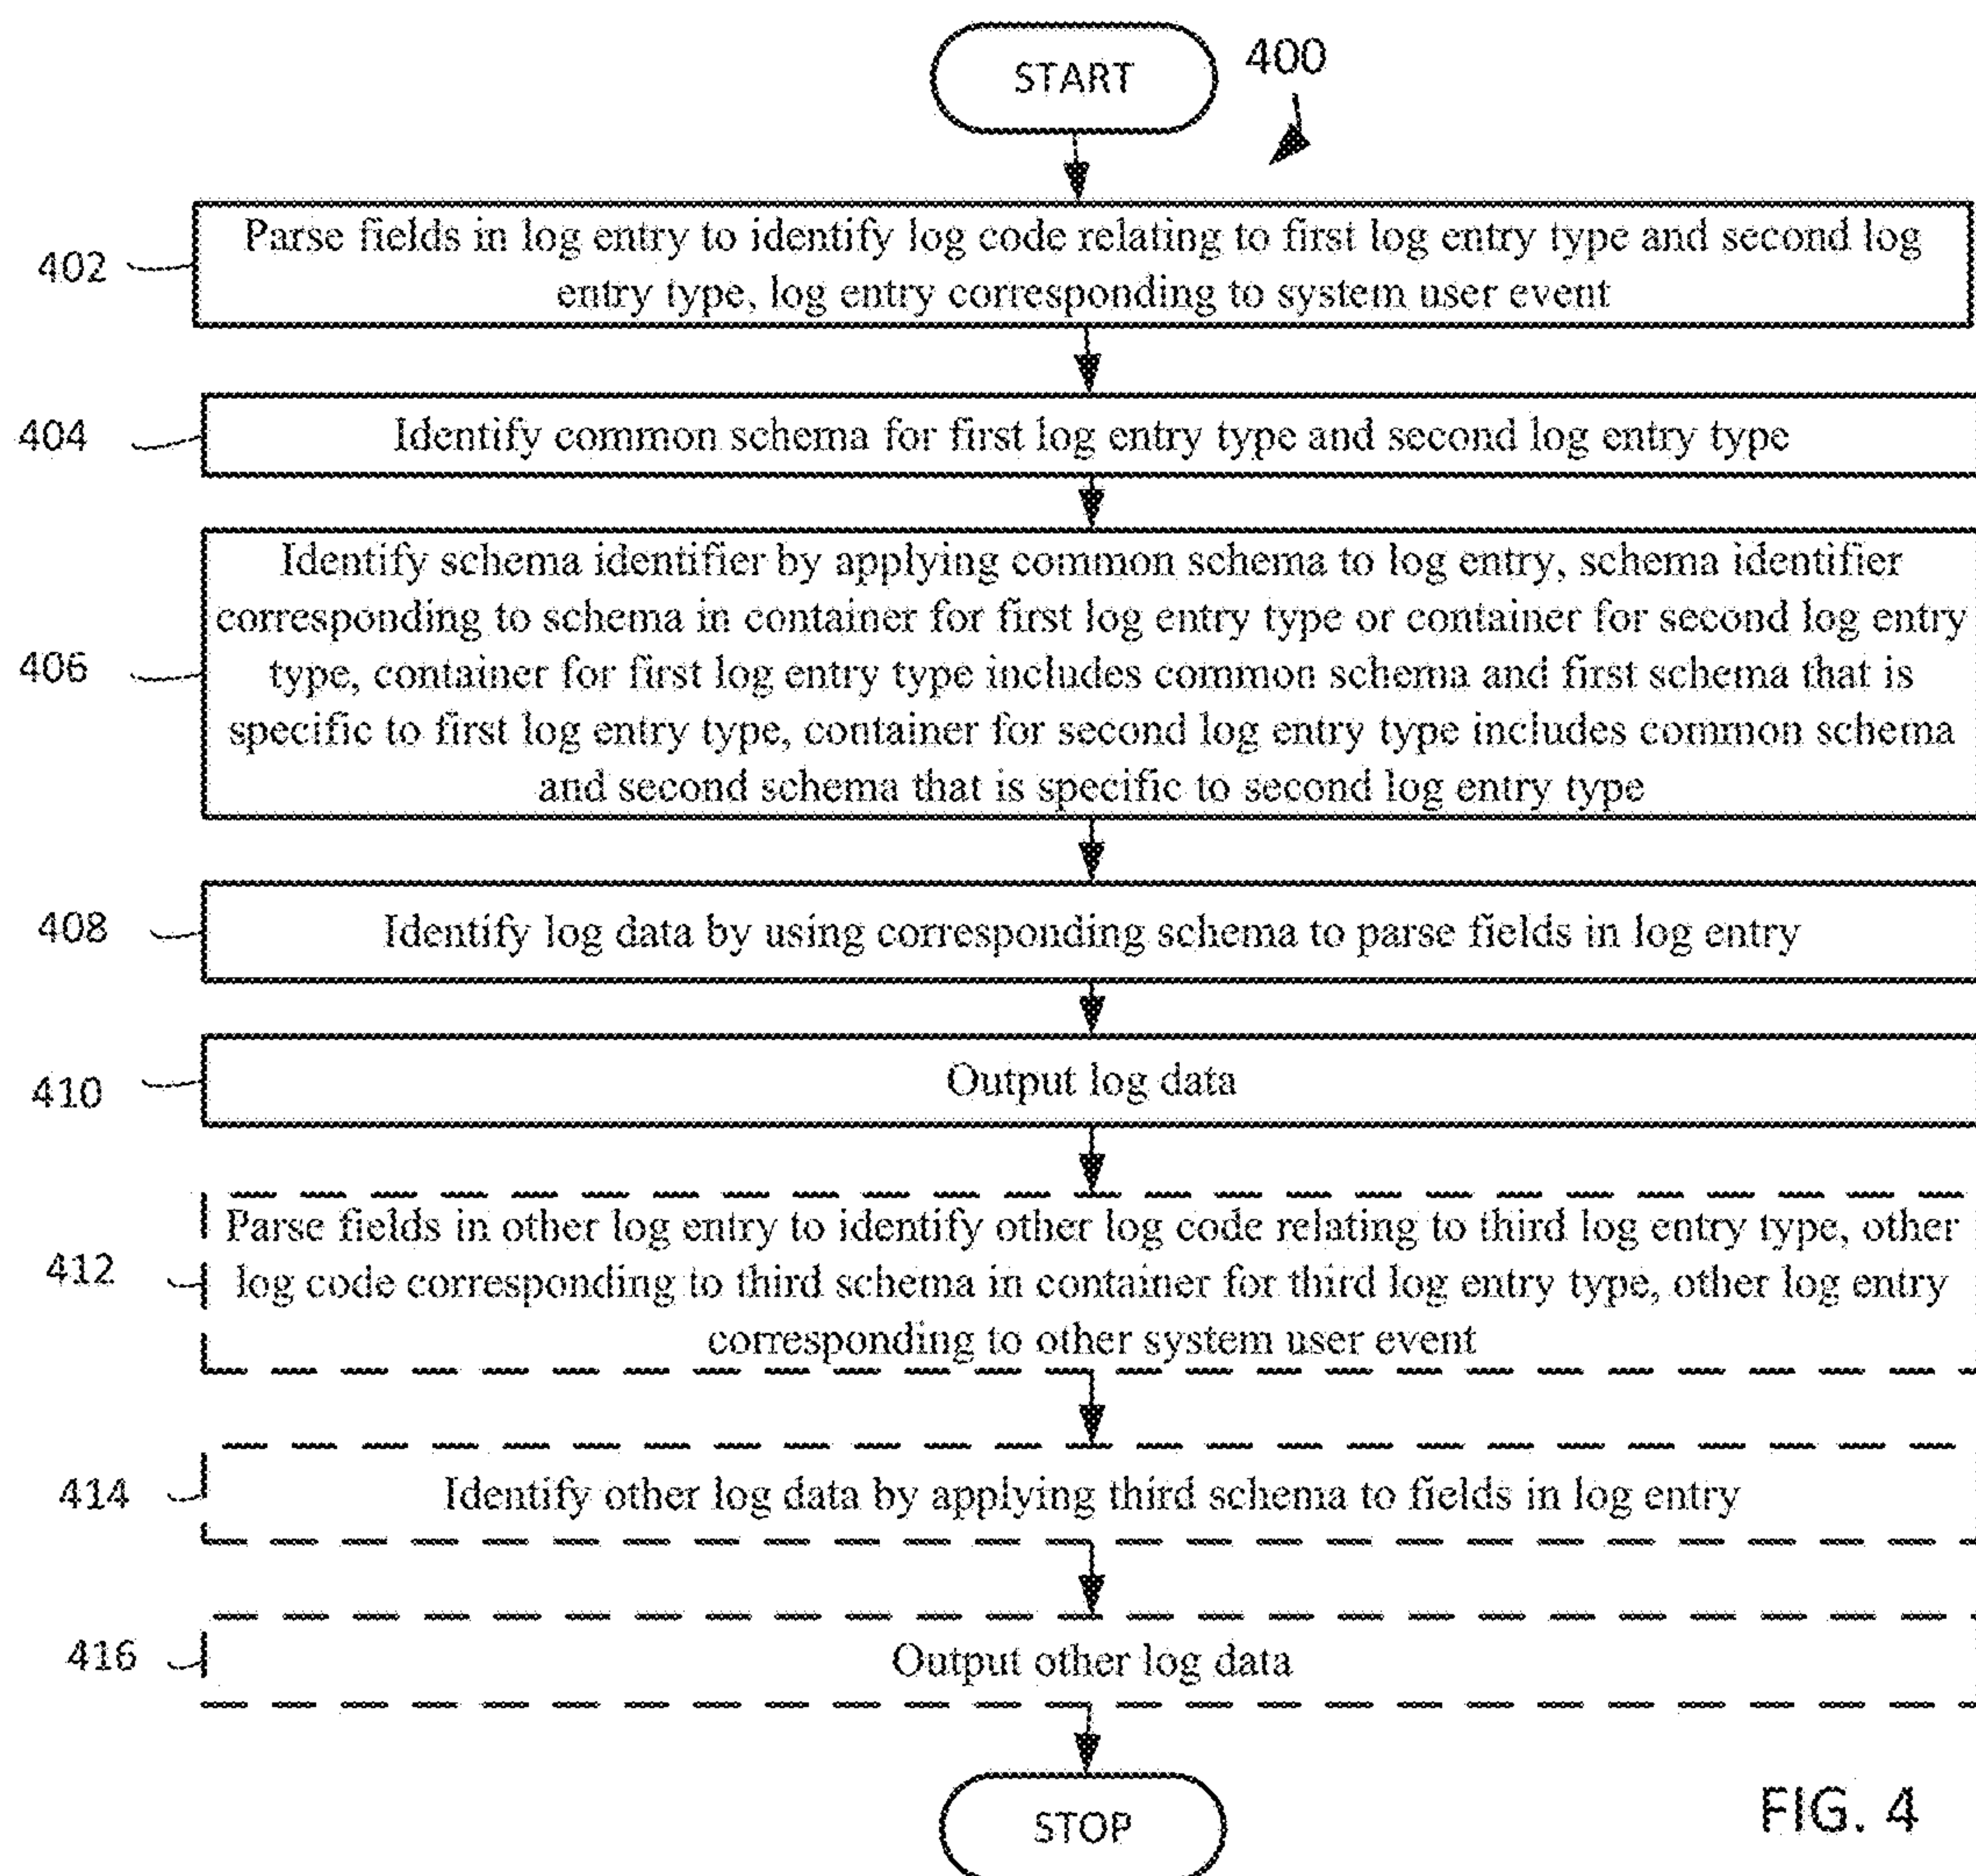 START
400
402
Parse fields in log entry to identify log code relating to first log entry type and second log
entry type, log entry corresponding to system user event
404
Identify common schema for first log entry type and second log entry type
406
Identify schema identifier by applying common schema to log entry, schema identifier
corresponding to schema in container for first log entry type or container for second log entry
type, container for first log entry type includes common schema and first schema that is
specific to first log entry type, container for second log entry type includes common schema
and second schema that is specific to second log entry type
408
Identify log data by using corresponding schema to parse fields in log entry
410
Output log data
412
Parse fields in other log entry to identify other log code relating to third log entry type, other
log code corresponding to third schema in container for third log entry type, other log entry
corresponding to other system user event
414
Identify other log data by applying third schema to fields in log entry
416
Output other log data
STOP
FIG. 4